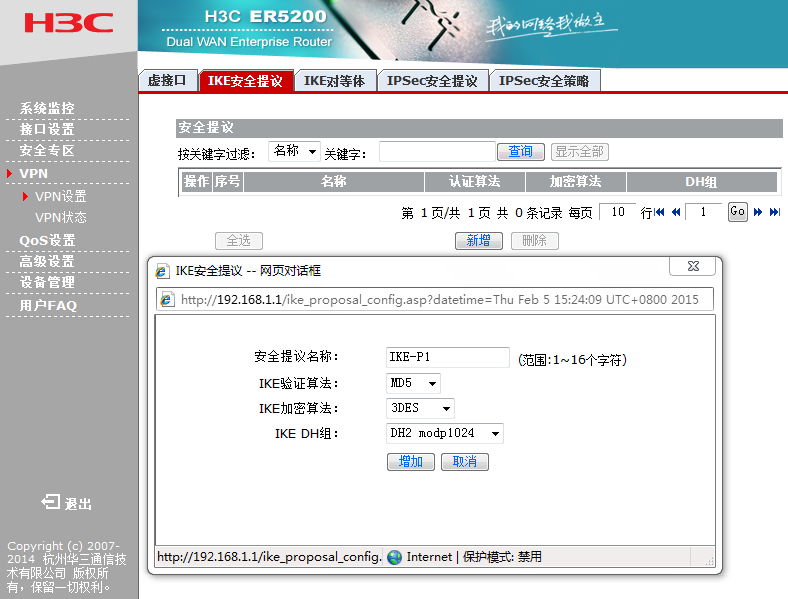 H3C
H3C ER5200
Dual WAN Enterprise Router
我的网络我做主
虚接口 IKE安全提议 IKE对等体 IPSec安全提议 IPSec安全策略
系统监控
接口设置
安全专区
VPN
VPN设置
VPN状态
QoS设置
高级设置
设备管理
用户FAQ
退出
Copyright (c) 2007-
2014 杭州华三通信技
术有限公司 版权所
有，保留一切权利。
安全提议
按关键字过滤： 名称 关键字： 查询 显示全部
操作 序号 名称 认证算法 加密算法 DH组
第 1 页/共 1 页 共 0 条记录 每页 10 行 1 Go
全选 新增 删除
IKE安全提议 -- 网页对话框
http://192.168.1.1/ike_proposal_config.asp?datetime=Thu Feb 5 15:24:09 UTC+0800 2015
安全提议名称： IKE-P1 (范围:1~16个字符)
IKE验证算法： MD5
IKE加密算法： 3DES
IKE DH组： DH2 modp1024
增加 取消
http://192.168.1.1/ike_proposal_config. Internet | 保护模式: 禁用